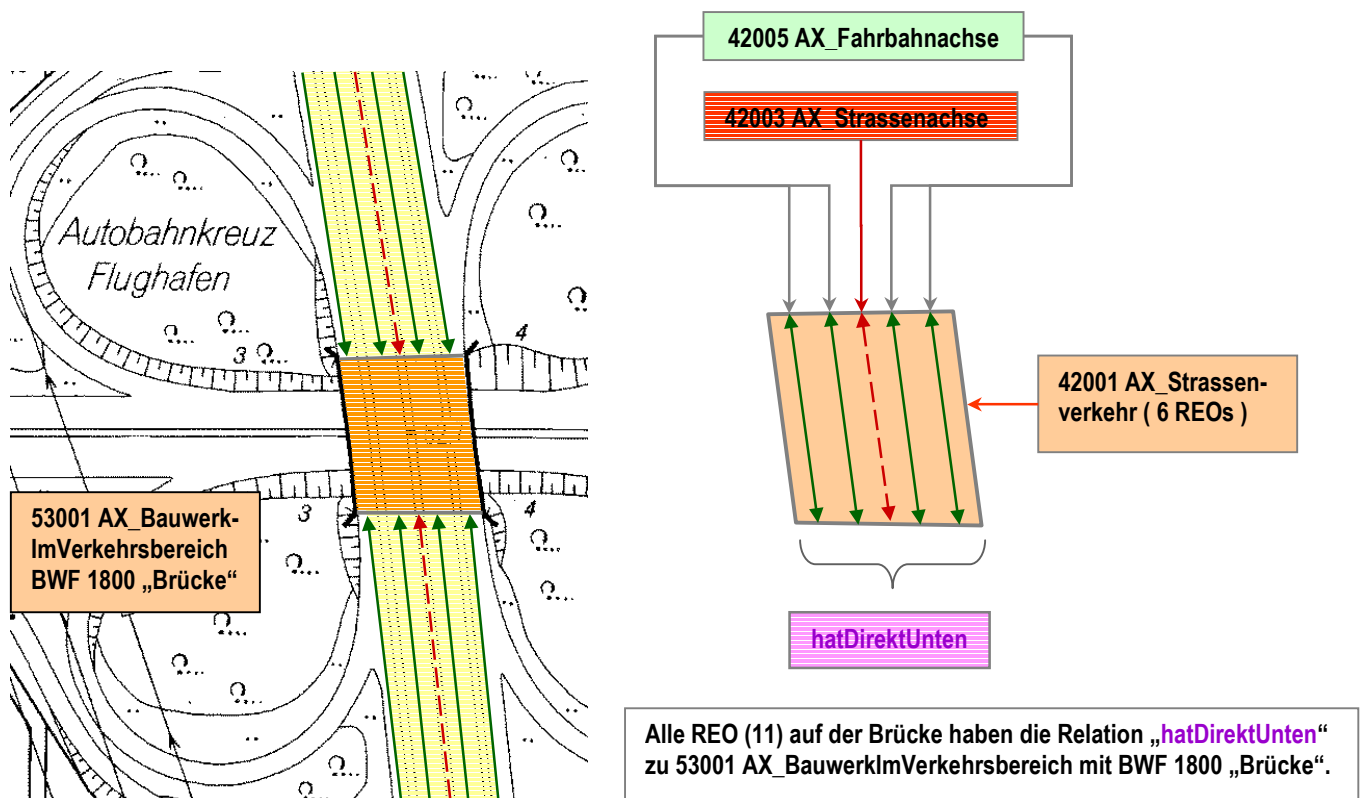 42005 AX_Fahrbahnachse
42003 AX_Strassenachse
Autobahnkreuz
Flughafen
4
3
42001 AX_Strassen-
verkehr ( 6 REOs )
53001 AX_Bauwerk-
ImVerkehrsbereich
BWF 1800 „Brücke“
3
4
hatDirektUnten
Alle REO (11) auf der Brücke haben die Relation „hatDirektUnten“
zu 53001 AX_BauwerkImVerkehrsbereich mit BWF 1800 „Brücke“.